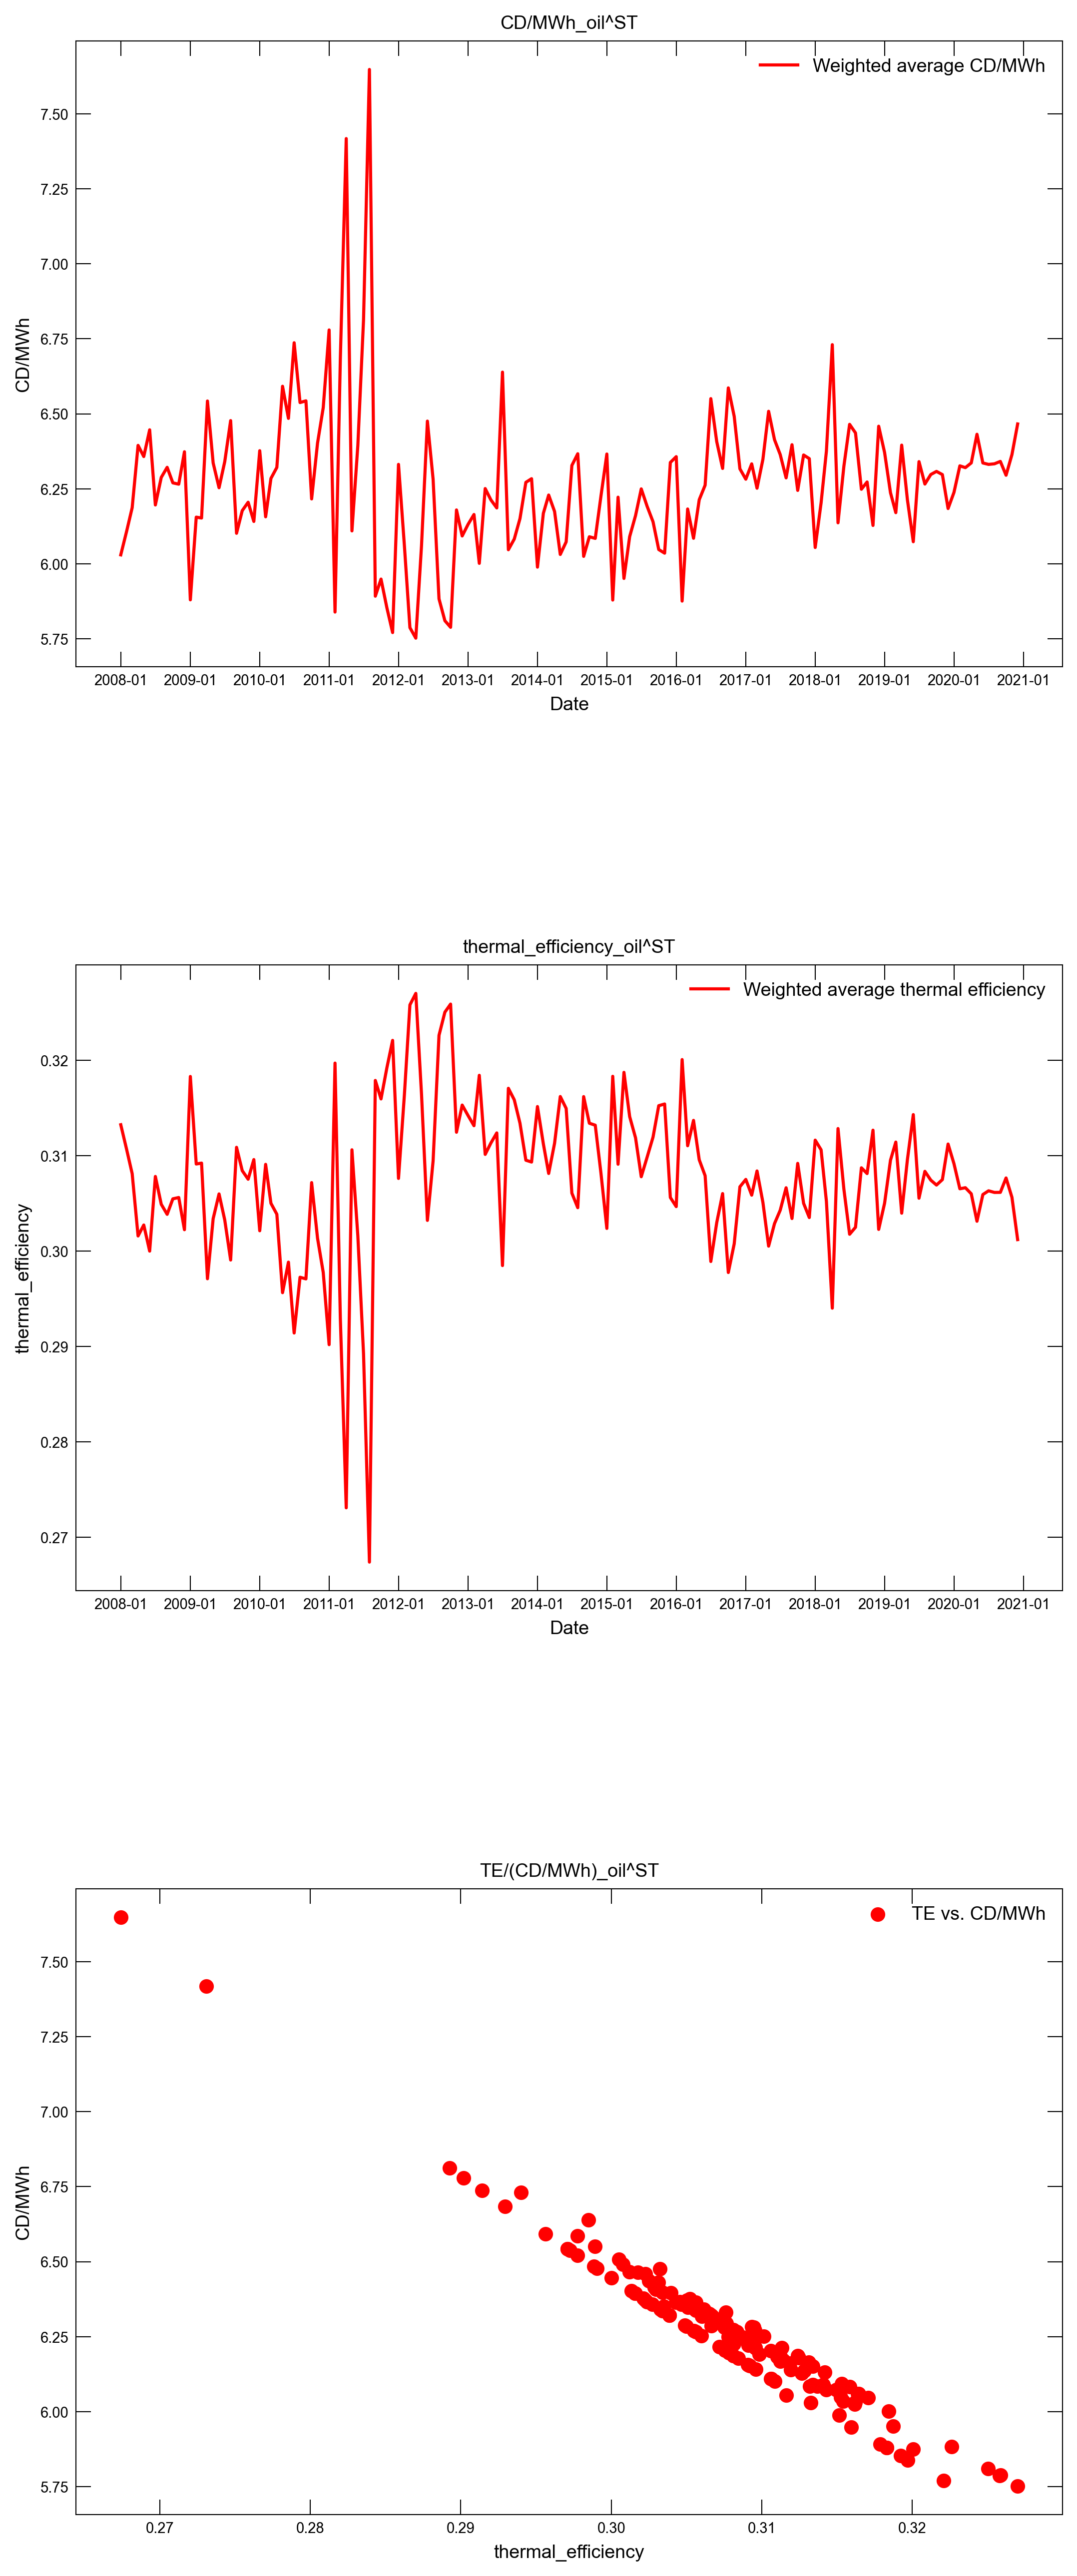 CD/MWh_oil^ST
Weighted average CD/MWh
7.50
7.25
7.00
6.75
6.50
6.25
6.00
5.75
CD/MWh
2008-01 2009-01 2010-01 2011-01 2012-01 2013-01 2014-01 2015-01 2016-01 2017-01 2018-01 2019-01 2020-01 2021-01
Date
thermal_efficiency_oil^ST
Weighted average thermal efficiency
0.32
0.31
0.30
0.29
0.28
0.27
thermal_efficiency
2008-01 2009-01 2010-01 2011-01 2012-01 2013-01 2014-01 2015-01 2016-01 2017-01 2018-01 2019-01 2020-01 2021-01
Date
TE/(CD/MWh)_oil^ST
TE vs. CD/MWh
7.50
7.25
7.00
6.75
6.50
6.25
6.00
5.75
CD/MWh
0.27 0.28 0.29 0.30 0.31 0.32
thermal_efficiency